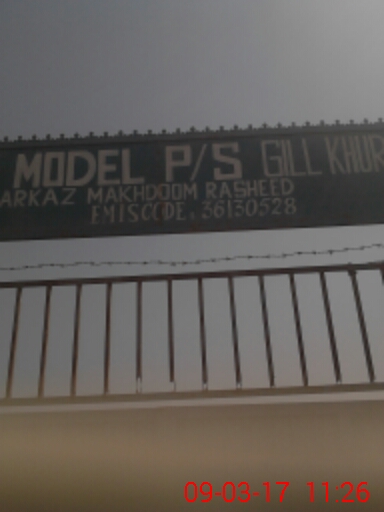 MODEL P/S GILL KHUR
ARKAZ MAKHDOOM RASHEED
EMISCODE. 36130528
09-03-17 11:26